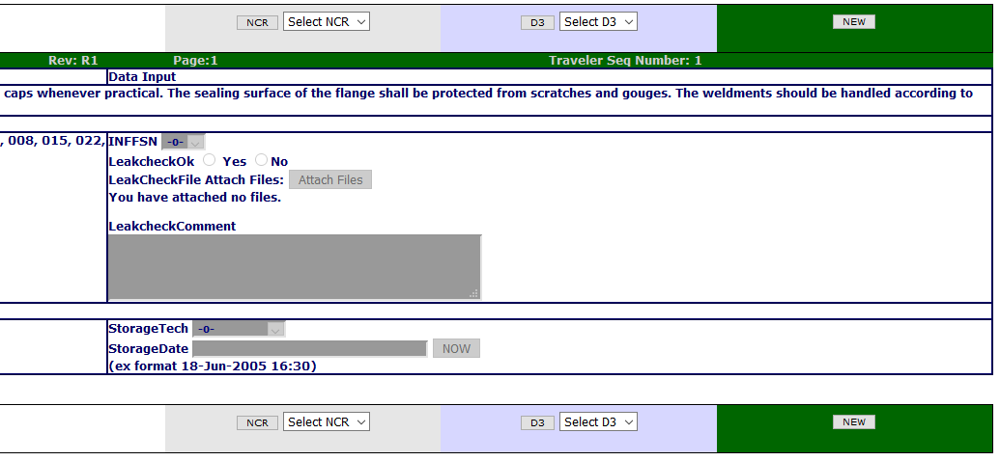 NCR Select NCR D3 Select D3 NEW
Rev: R1 Page:1 Traveler Seq Number: 1
Data Input
caps whenever practical. The sealing surface of the flange shall be protected from scratches and gouges. The weldments should be handled according to
, 008, 015, 022, INFFSN -0-
LeakcheckOk Yes No
LeakCheckFile Attach Files: Attach Files
You have attached no files.
LeakcheckComment
StorageTech -0-
StorageDate NOW
(ex format 18-Jun-2005 16:30)
NCR Select NCR D3 Select D3 NEW